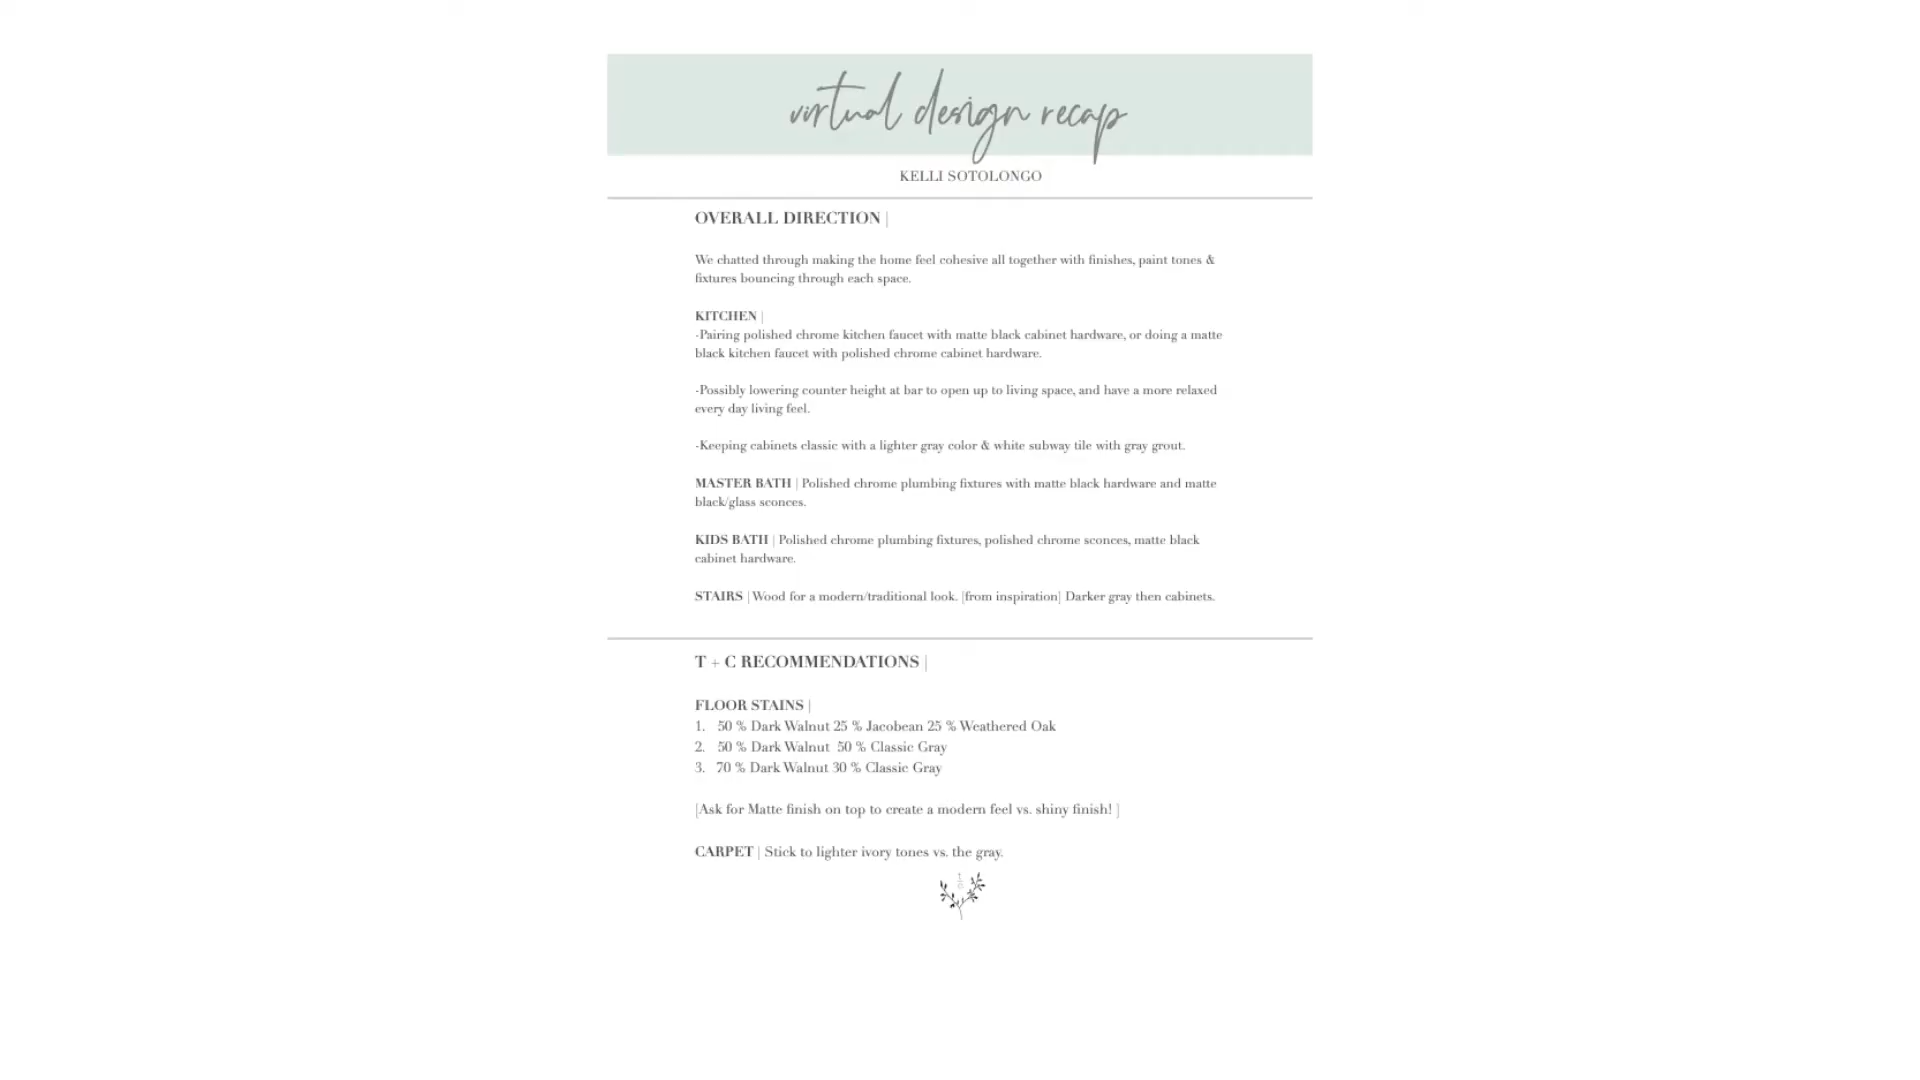 virtual design recap
KELLI SOTOLONGO
OVERALL DIRECTION |
We chatted through making the home feel cohesive all together with finishes, paint tones &
fixtures bouncing through each space.
KITCHEN |
-Pairing polished chrome kitchen faucet with matte black cabinet hardware, or doing a matte
black kitchen faucet with polished chrome cabinet hardware.
-Possibly lowering counter height at bar to open up to living space, and have a more relaxed
every day living feel.
-Keeping cabinets classic with a lighter gray color & white subway tile with gray grout.
MASTER BATH | Polished chrome plumbing fixtures with matte black hardware and matte
black/glass sconces.
KIDS BATH | Polished chrome plumbing fixtures, polished chrome sconces, matte black
cabinet hardware.
STAIRS | Wood for a modern/traditional look. [from inspiration] Darker gray then cabinets.
T + C RECOMMENDATIONS |
FLOOR STAINS |
1. 50 % Dark Walnut 25 % Jacobean 25 % Weathered Oak
2. 50 % Dark Walnut 50 % Classic Gray
3. 70 % Dark Walnut 30 % Classic Gray
[Ask for Matte finish on top to create a modern feel vs. shiny finish! ]
CARPET | Stick to lighter ivory tones vs. the gray.